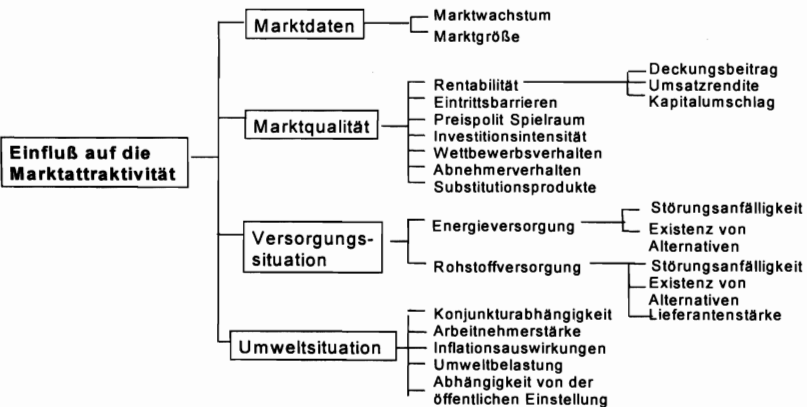 Einfluß auf die
Marktattraktivität
Marktdaten
Marktwachstum
Marktgröße
Marktqualität
Rentabilität
Deckungsbeitrag
Umsatzrendite
Kapitalumschlag
Eintrittsbarrieren
Preispolit Spielraum
Investitionsintensität
Wettbewerbsverhalten
Abnehmerverhalten
Substitutionsprodukte
Versorgungs-
situation
Energieversorgung
Störungsanfälligkeit
Existenz von
Alternativen
Rohstoffversorgung
Störungsanfälligkeit
Existenz von
Alternativen
Lieferantenstärke
Umweltsituation
Konjunkturabhängigkeit
Arbeitnehmerstärke
Inflationsauswirkungen
Umweltbelastung
Abhängigkeit von der
öffentlichen Einstellung